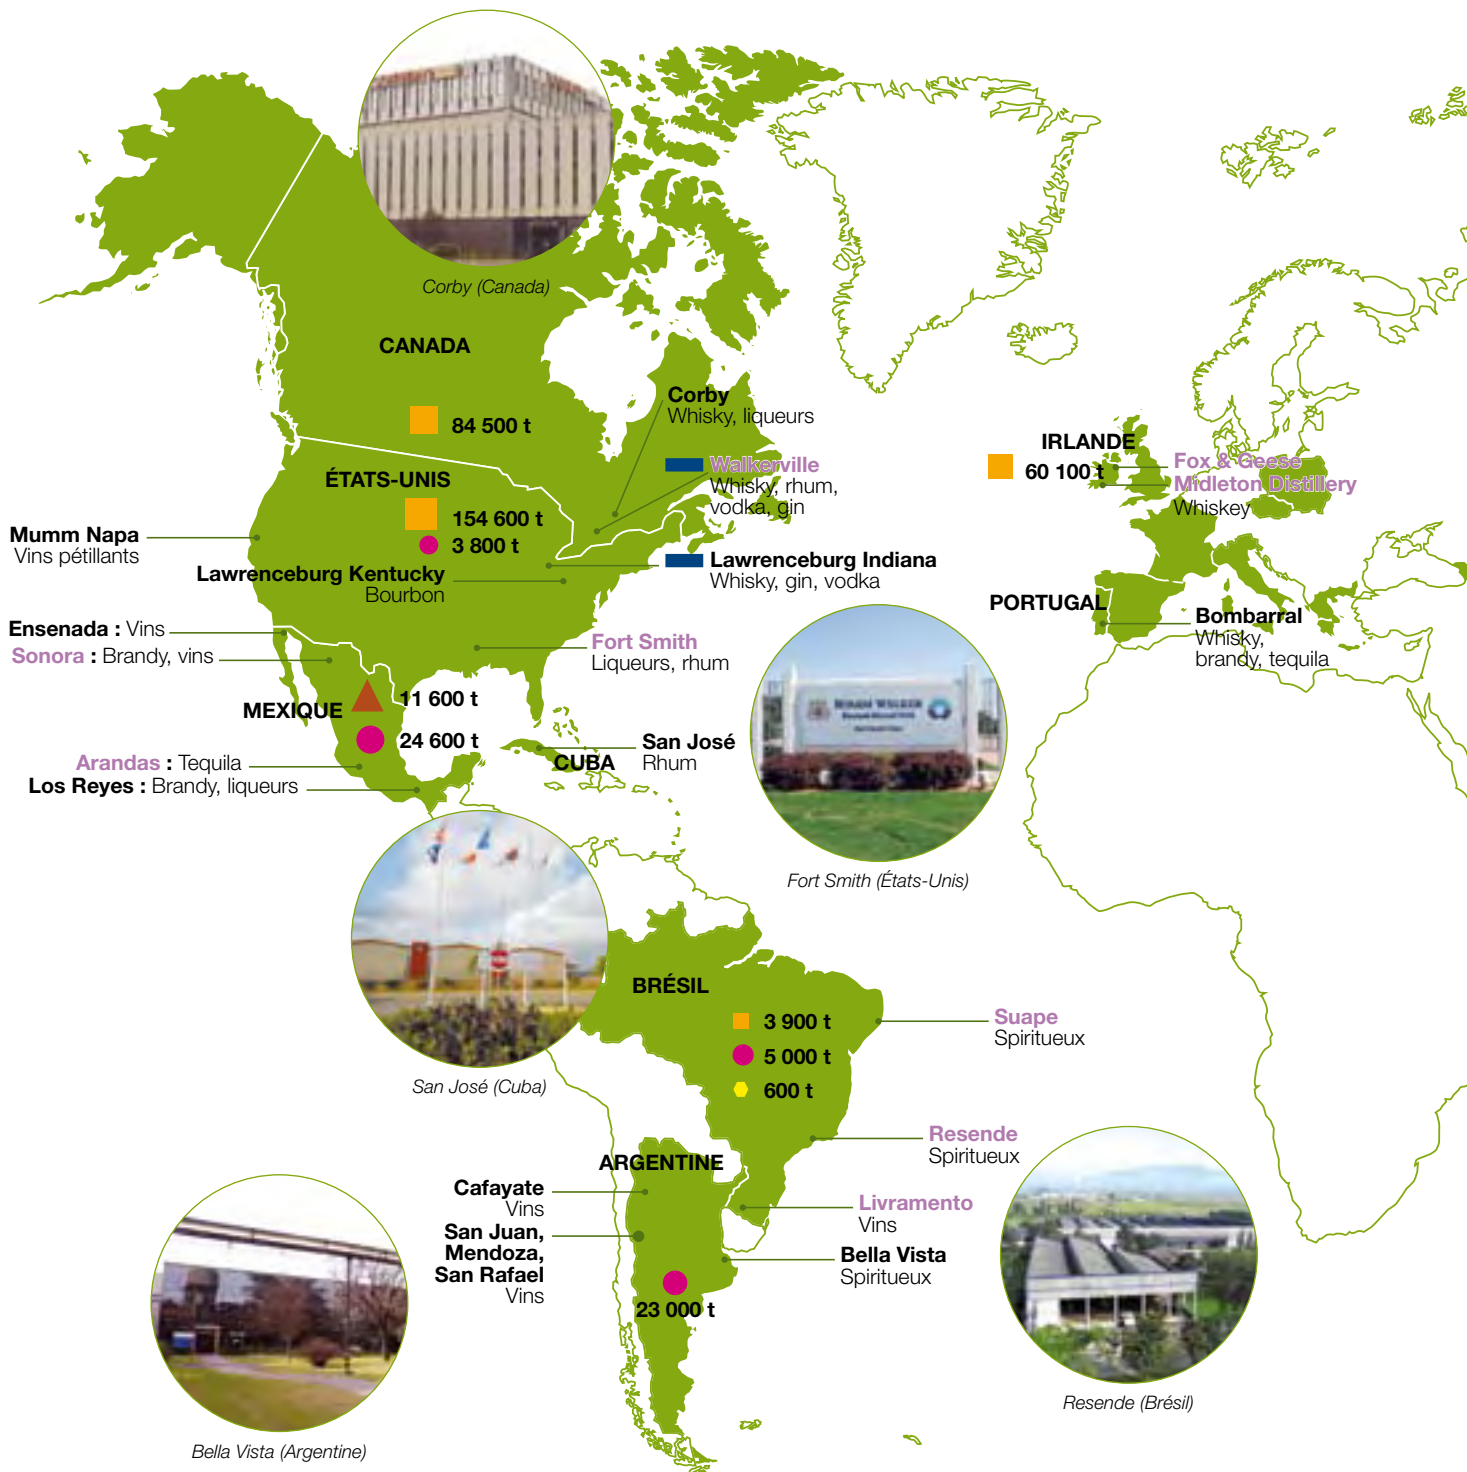 Corby (Canada)
CANADA
84 500 t
Corby
Whisky, liqueurs
Walkerville
Whisky, rhum,
vodka, gin
ÉTATS-UNIS
154 600 t
3 800 t
Mumm Napa
Vins pétillants
Lawrenceburg Kentucky
Bourbon
Lawrenceburg Indiana
Whisky, gin, vodka
IRLANDE
60 100 t
Fox & Geese
Midleton Distillery
Whiskey
PORTUGAL
Bombarral
Whisky,
brandy, tequila
Ensenada : Vins
Sonora : Brandy, vins
Fort Smith
Liqueurs, rhum
MEXIQUE
11 600 t
24 600 t
Arandas : Tequila
Los Reyes : Brandy, liqueurs
San José
Rhum
CUBA
HIRAM WALKER
Fort Smith (États-Unis)
San José (Cuba)
BRÉSIL
3 900 t
5 000 t
600 t
Suape
Spiritueux
Resende
Spiritueux
Livramento
Vins
ARGENTINE
Cafayate
Vins
San Juan,
Mendoza,
San Rafael
Vins
Bella Vista
Spiritueux
23 000 t
Bella Vista (Argentine)
Resende (Brésil)